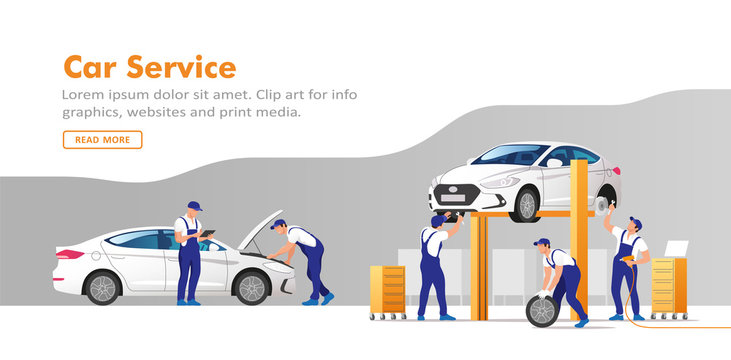 Car Service
Lorem ipsum dolor sit amet. Clip art for info
graphics, websites and print media.
READ MORE